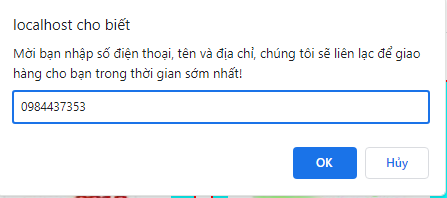 localhost cho biết
Mời bạn nhập số điện thoại, tên và địa chỉ, chúng tôi sẽ liên lạc để giao
hàng cho bạn trong thời gian sớm nhất!
0984437353
OK Hủy